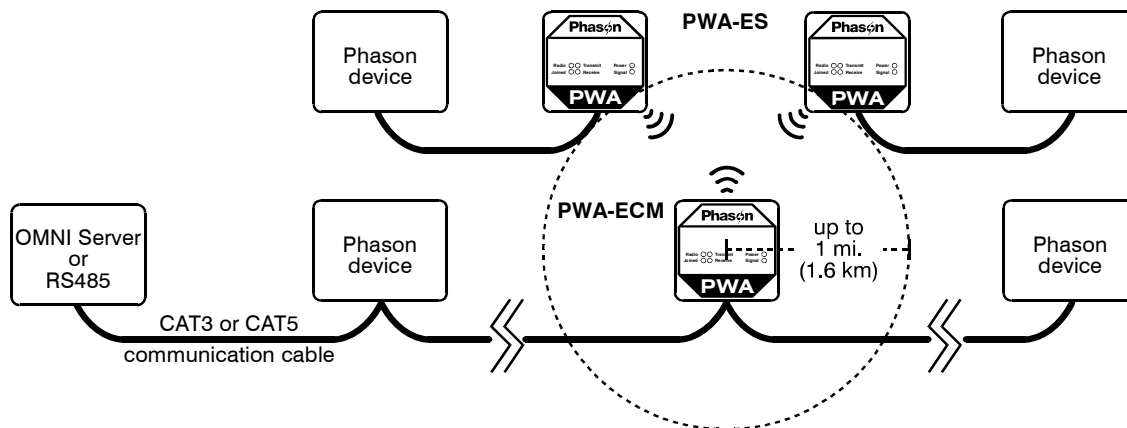 Phason
device
Phason
Radio Transmit Power
Joined Receive Signal
PWA
PWA-ES
Phason
Radio Transmit Power
Joined Receive Signal
PWA
Phason
device
OMNI Server
or
RS485
Phason
device
PWA-ECM
Phason
Radio Transmit Power
Joined Receive Signal
PWA
up to
1 mi.
(1.6 km)
Phason
device
CAT3 or CAT5
communication cable